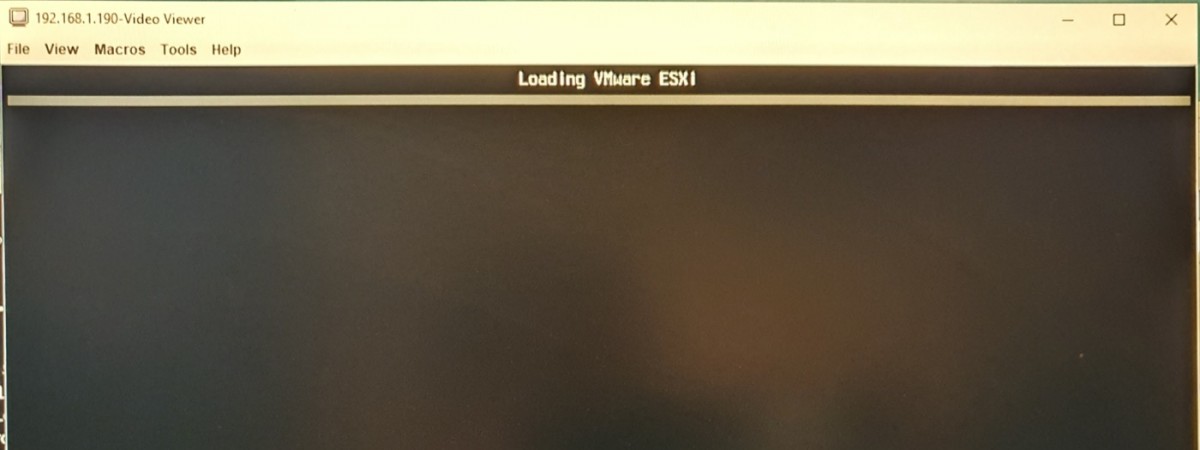 192.168.1.190-Video Viewer
File View Macros Tools Help
Loading VMware ESXi